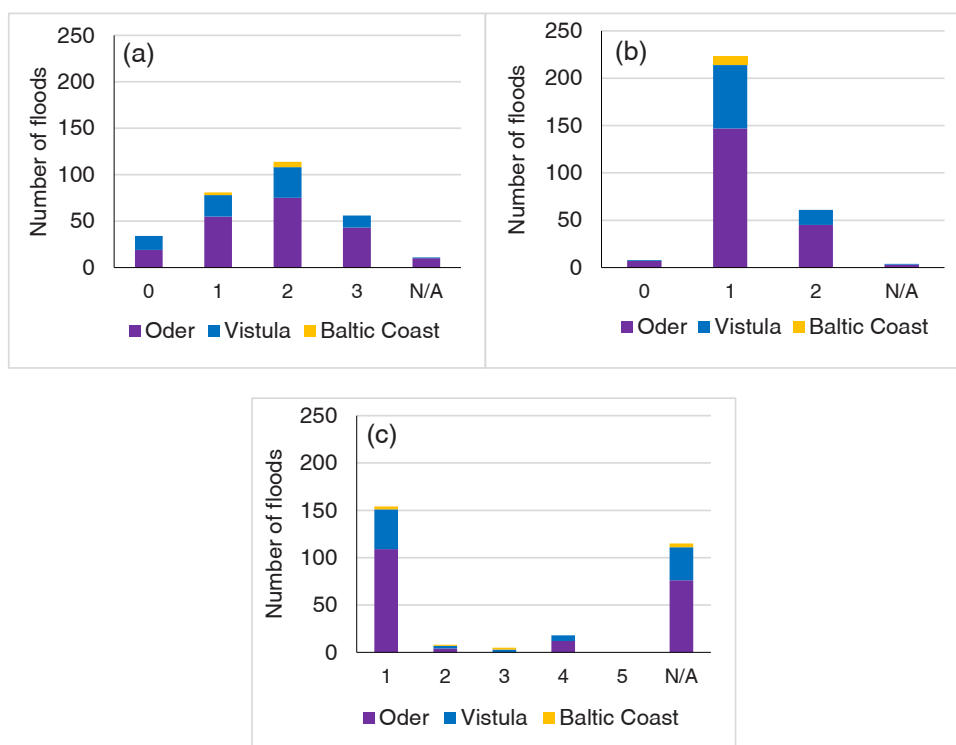 (a)
Number of floods
250
200
150
100
50
0
0 1 2 3 N/A
Oder Vistula Baltic Coast
(b)
Number of floods
250
200
150
100
50
0
0 1 2 N/A
Oder Vistula Baltic Coast
(c)
Number of floods
250
200
150
100
50
0
1 2 3 4 5 N/A
Oder Vistula Baltic Coast